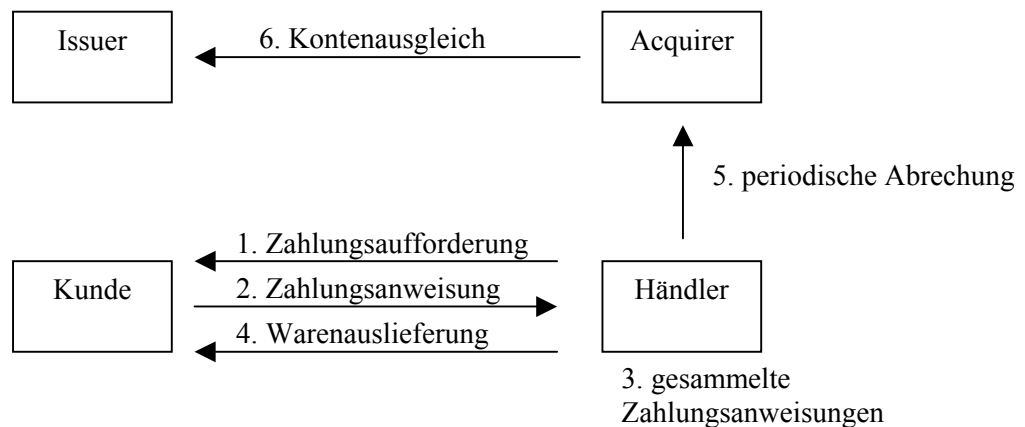 Issuer
6. Kontenausgleich
Acquirer
5. periodische Abrechung
1. Zahlungsaufforderung
Kunde
2. Zahlungsanweisung
Händler
4. Warenauslieferung
3. gesammelte
Zahlungsanweisungen